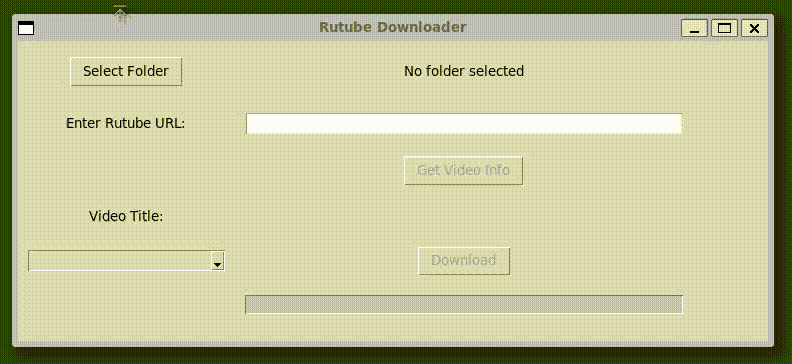 Rutube Downloader
Select Folder
No folder selected
Enter Rutube URL:
Get Video Info
Video Title:
Download